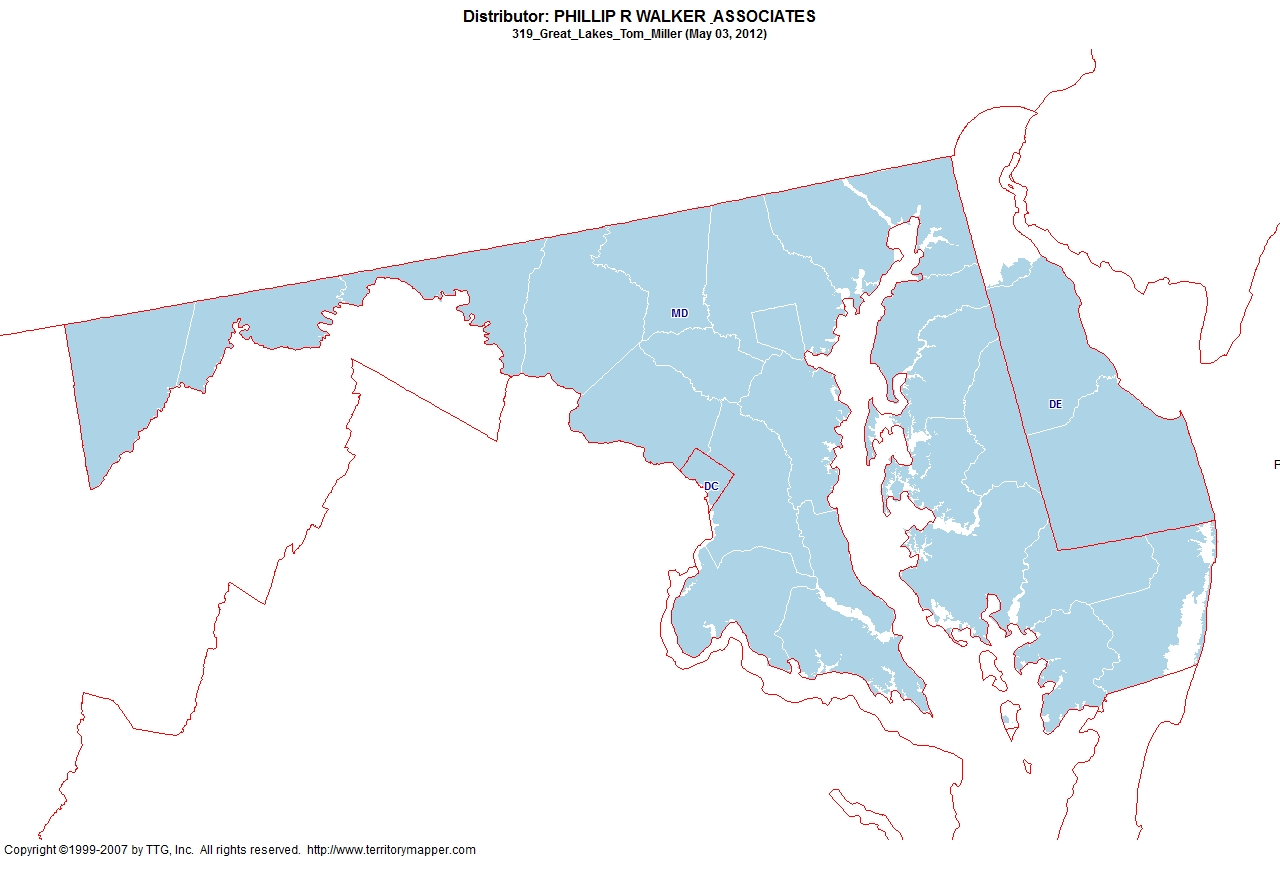 Distributor: PHILLIP R WALKER ASSOCIATES
319_Great_Lakes_Tom_Miller (May 03, 2012)
MD
DE
F
DC
Copyright ©1999-2007 by TTG, Inc. All rights reserved. http://www.territorymapper.com